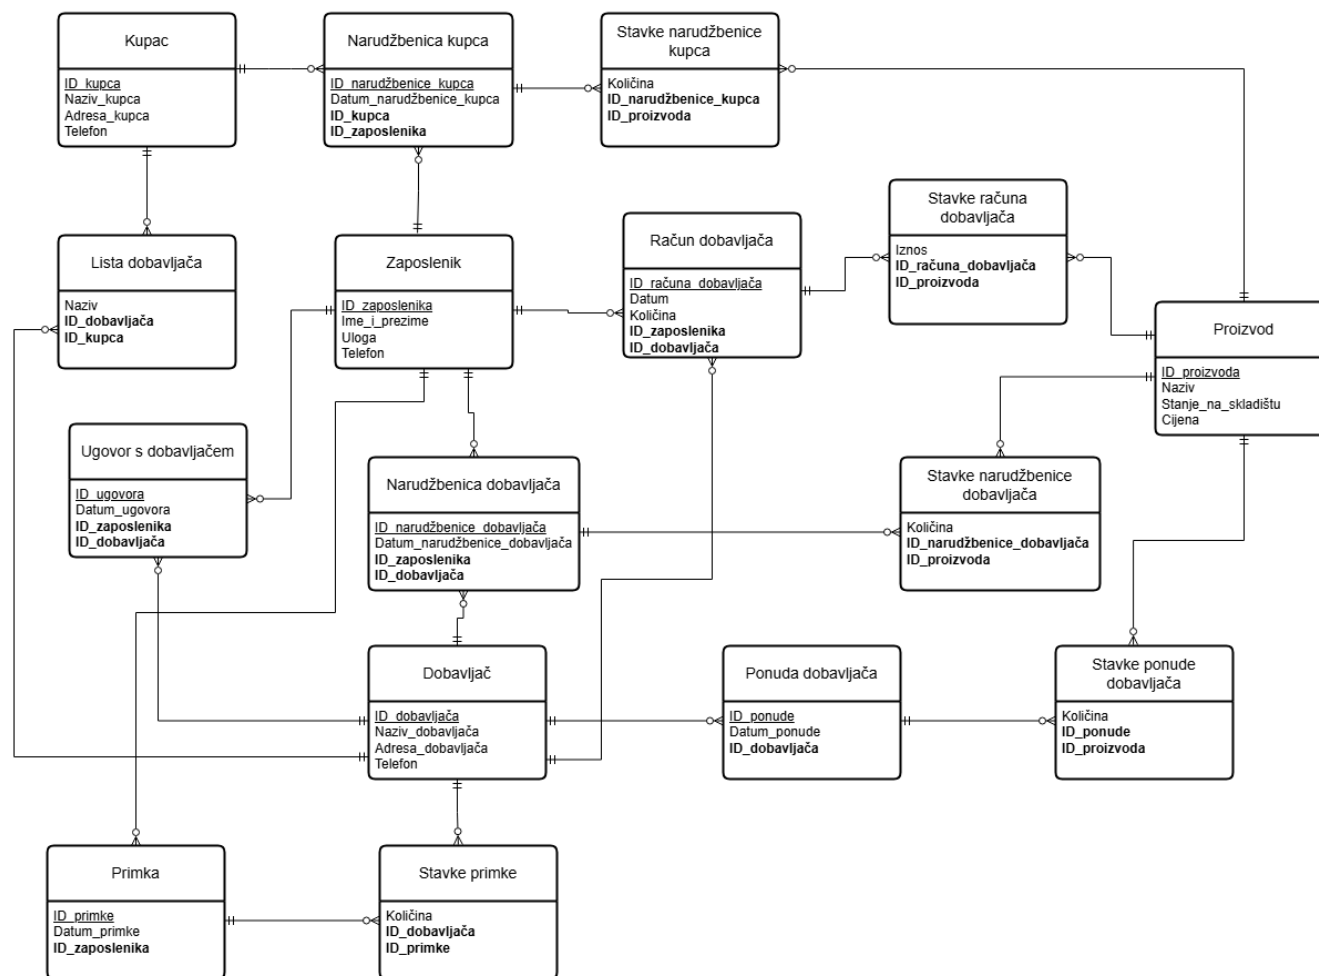 Kupac
ID_kupca
Naziv_kupca
Adresa_kupca
Telefon
Narudžbenica kupca
ID_narudžbenice_kupca
Datum_narudžbenice_kupca
ID_kupca
ID_zaposlenika
Stavke narudžbenice
kupca
Količina
ID_narudžbenice_kupca
ID_proizvoda
Lista dobavljača
Naziv
ID_dobavljača
ID_kupca
Zaposlenik
ID_zaposlenika
Ime_i_prezime
Uloga
Telefon
Račun dobavljača
ID_računa_dobavljača
Datum
Količina
ID_zaposlenika
ID_dobavljača
Stavke računa
dobavljača
Iznos
ID_računa_dobavljača
ID_proizvoda
Proizvod
ID_proizvoda
Naziv
Stanje_na_skladištu
Cijena
Ugovor s dobavljačem
ID_ugovora
Datum_ugovora
ID_zaposlenika
ID_dobavljača
Narudžbenica dobavljača
ID_narudžbenice_dobavljača
Datum_narudžbenice_dobavljača
ID_zaposlenika
ID_dobavljača
Stavke narudžbenice
dobavljača
Količina
ID_narudžbenice_dobavljača
ID_proizvoda
Dobavljač
ID_dobavljača
Naziv_dobavljača
Adresa_dobavljača
Telefon
Ponuda dobavljača
ID_ponude
Datum_ponude
ID_dobavljača
Stavke ponude
dobavljača
Količina
ID_ponude
ID_proizvoda
Primka
ID_primke
Datum_primke
ID_zaposlenika
Stavke primke
Količina
ID_dobavljača
ID_primke